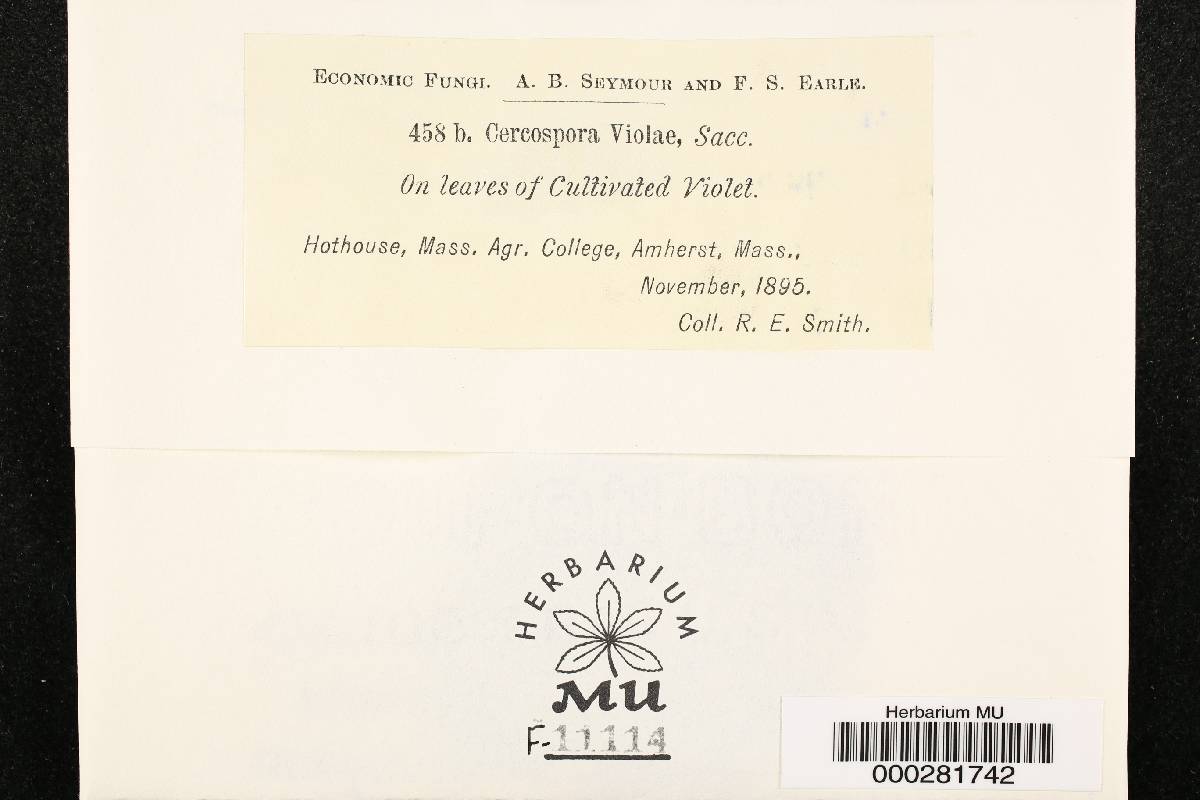 Economic Fungi. A. B. Seymour and F. S. Earle.
458 b. Cercospora Violae, Sacc.
On leaves of Cultivated Violet.
Hothouse, Mass. Agr. College, Amherst, Mass.,
November, 1895.
Coll. R. E. Smith.
HERBARIUM
MU
F-11114
Herbarium MU
000281742